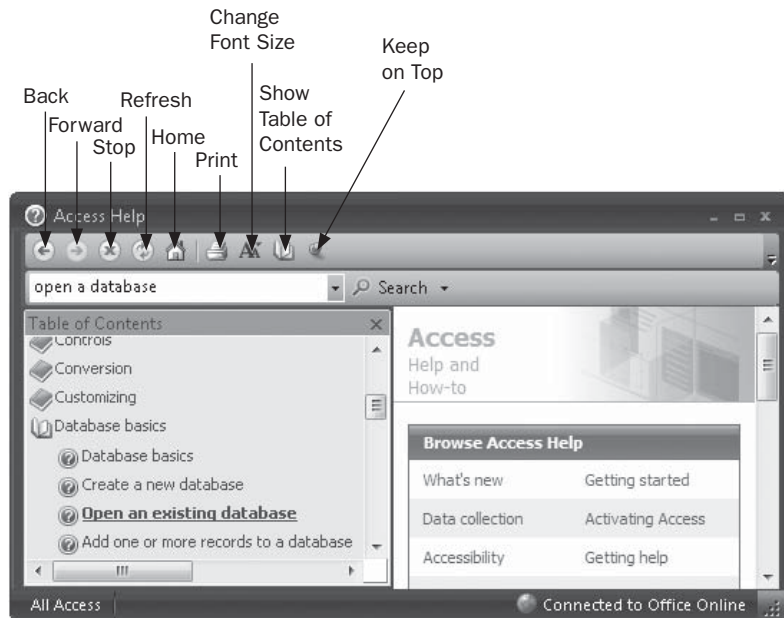 Change
Font Size
Keep
on Top
Back
Refresh
Show
Table of
Contents
Forward
Home
Stop
Print
Access Help
open a database
Search
Table of Contents
Controls
Conversion
Customizing
Database basics
Database basics
Create a new database
Open an existing database
Add one or more records to a database
Access
Help and
How-to
Browse Access Help
What's new
Getting started
Data collection
Activating Access
Accessibility
Getting help
All Access
Connected to Office Online